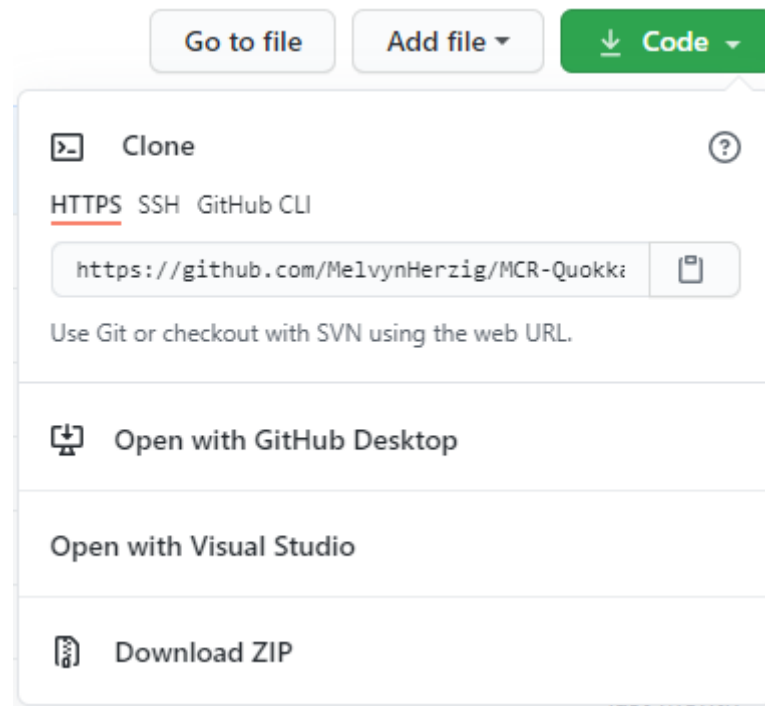 Go to file
Add file
Code
Clone
HTTPS SSH GitHub CLI
https://github.com/MelvynHerzig/MCR-Quokka
Use Git or checkout with SVN using the web URL.
Open with GitHub Desktop
Open with Visual Studio
Download ZIP